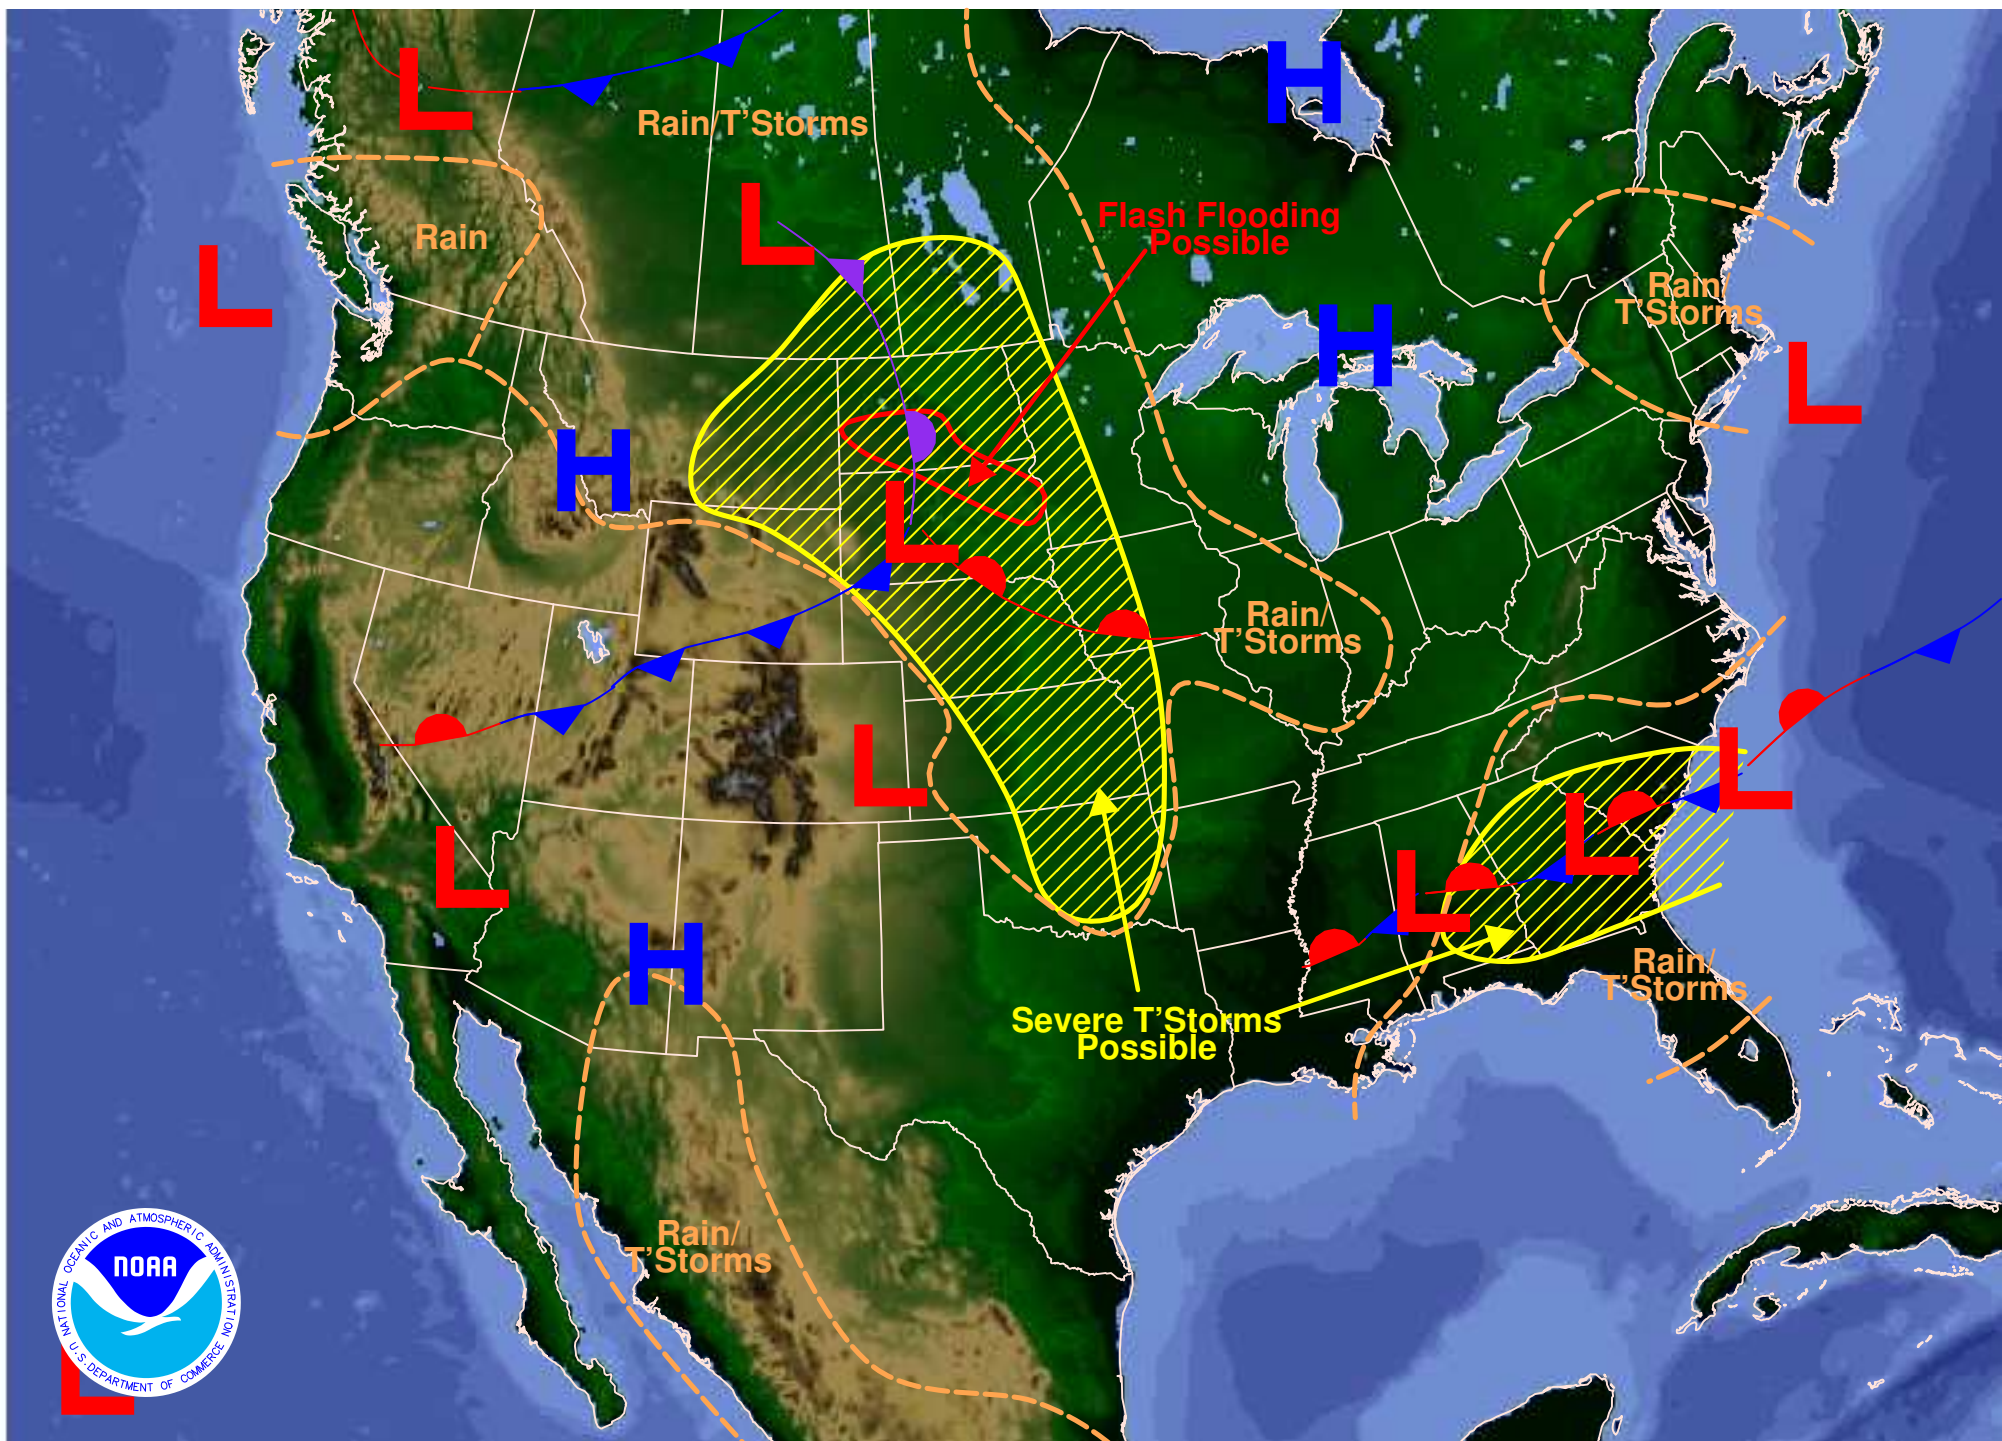 H
L
Rain/T'Storms
L
Flash Flooding
Possible
Rain
L
Rain/
T'Storms
H
L
H
L
Rain/
T'Storms
L
L
L
L
L
H
Rain/
T'Storms
Severe T'Storms
Possible
Rain/
T'Storms
NATIONAL OCEANIC AND ATMOSPHERIC ADMINISTRATION
NOAA
U.S. DEPARTMENT OF COMMERCE
L